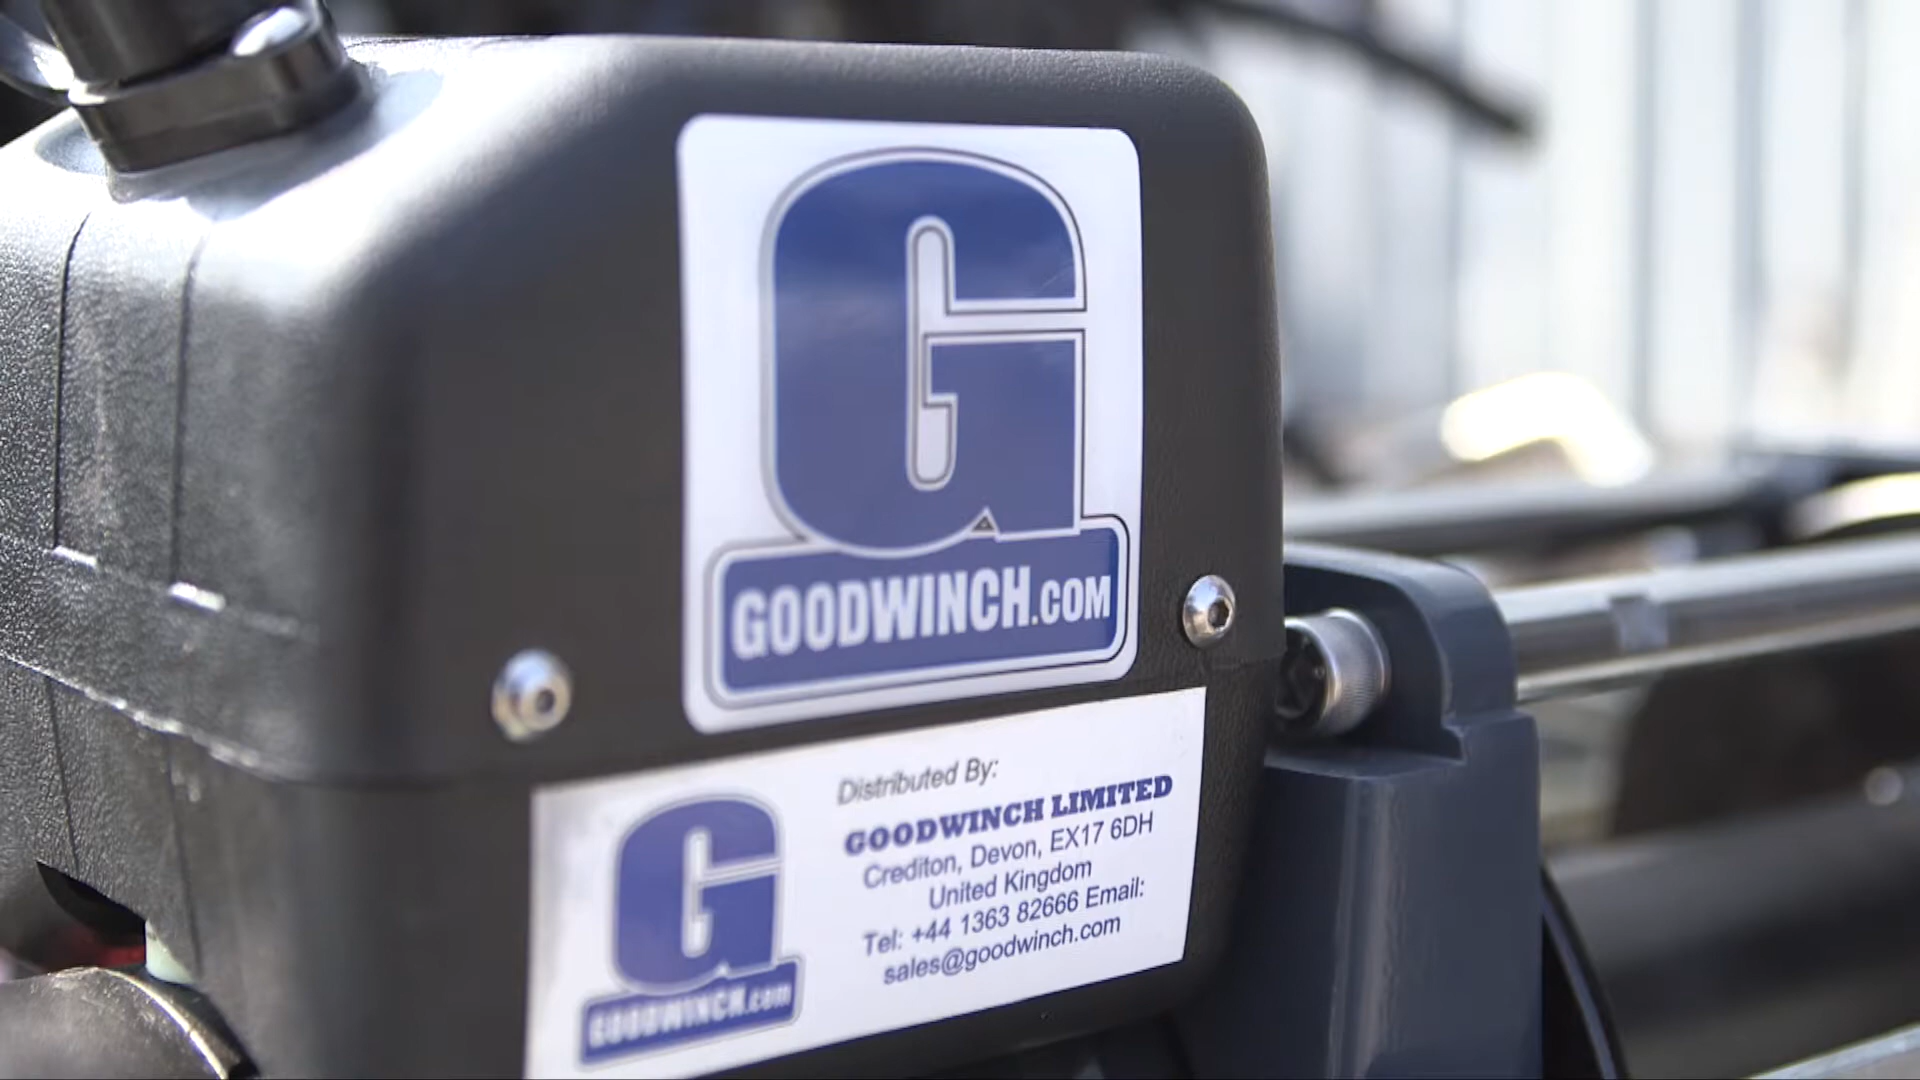 G
GOODWINCH.COM
G
GOODWINCH.com
Distributed By:
GOODWINCH LIMITED
Crediton, Devon, EX17 6DH
United Kingdom
Tel: +44 1363 82666 Email:
sales@goodwinch.com